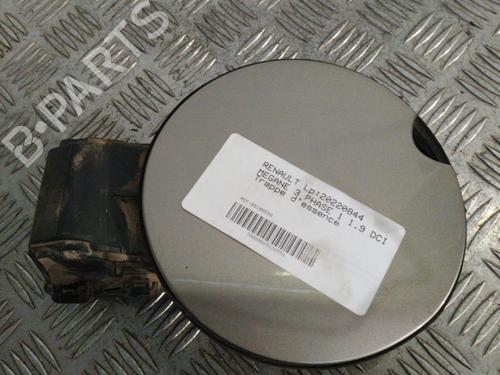 B-PARTS
RENAULT Lp:20220844
MEGANE 3 PHASE 1 1.9 DCI
Trappe d'essence